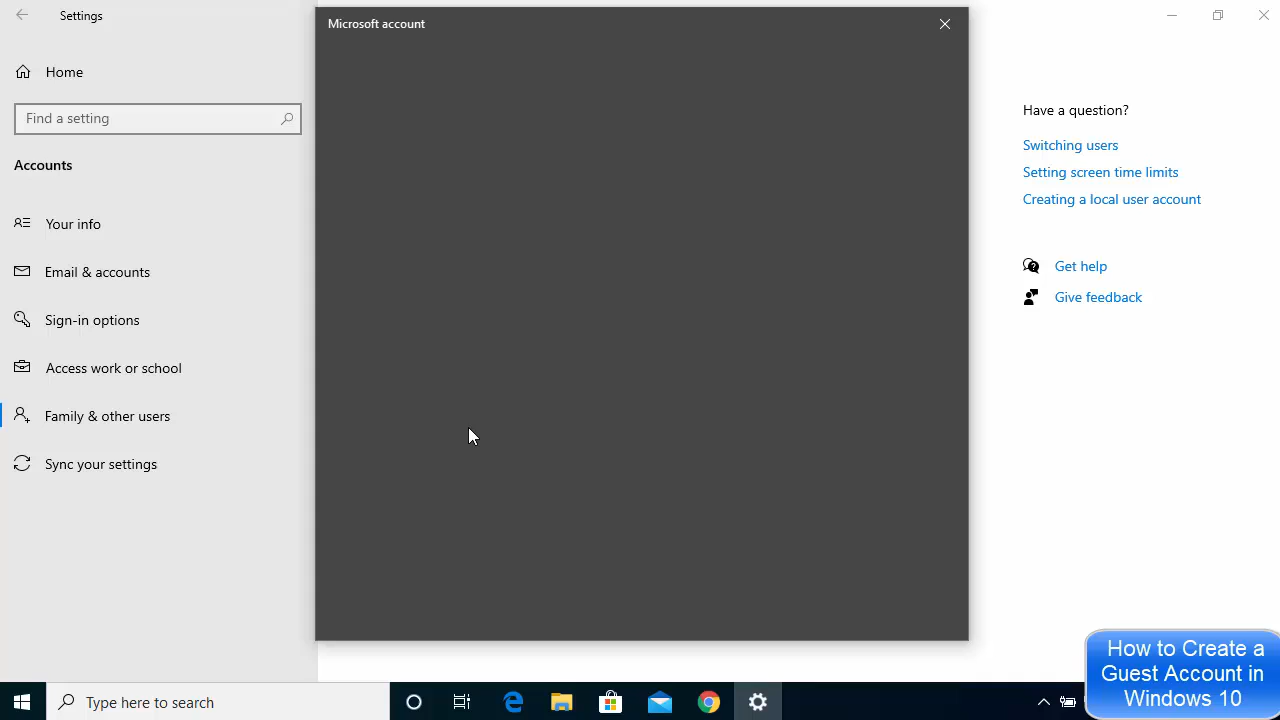 Settings
Home
Find a setting
Accounts
Your info
Email & accounts
Sign-in options
Access work or school
Family & other users
Sync your settings
Microsoft account
Have a question?
Switching users
Setting screen time limits
Creating a local user account
Get help
Give feedback
Type here to search
How to Create a
Guest Account in
Windows 10